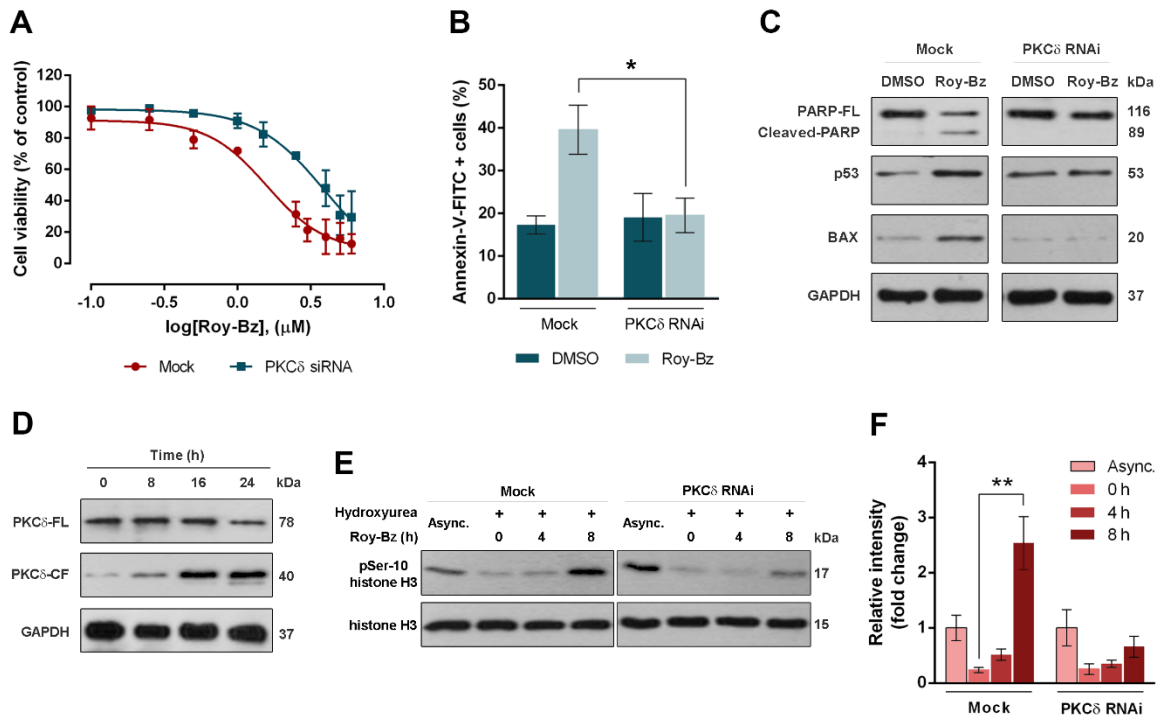 A
Cell viability (% of control)
120
100
80
60
40
20
0
-1.0
-0.5
0.0
0.5
1.0
log[Roy-Bz], (μM)
Mock
PKCδ siRNA
B
Annexin-V-FITC + cells (%)
60
50
40
30
20
10
0
*
Mock
PKCδ RNAi
DMSO
Roy-Bz
C
Mock PKCδ RNAi
DMSO Roy-Bz DMSO Roy-Bz kDa
PARP-FL 116
Cleaved-PARP 89
p53 53
BAX 20
GAPDH 37
D
Time (h)
0 8 16 24 kDa
PKCδ-FL 78
PKCδ-CF 40
GAPDH 37
E
Mock PKCδ RNAi
Hydroxyurea Async. + + + Async. + + +
Roy-Bz (h) 0 4 8 0 4 8 kDa
pSer-10
histone H3 17
histone H3 15
F
Relative intensity
(fold change)
4
3
2
1
0
**
Async.
0 h
4 h
8 h
Mock
PKCδ RNAi